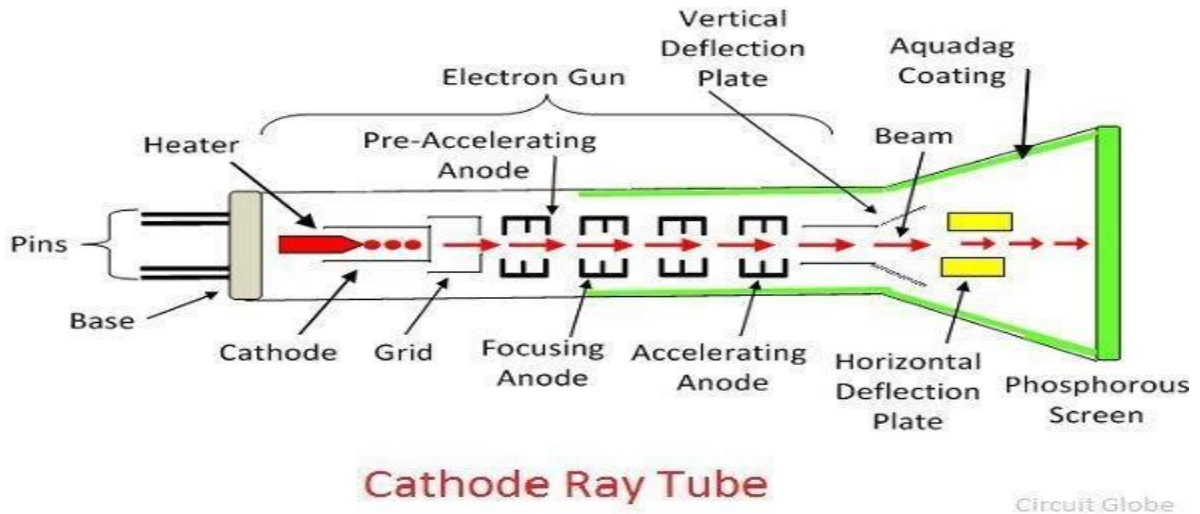 Vertical
Deflection
Plate
Aquadag
Coating
Electron Gun
Heater
Pre-Accelerating
Anode
Beam
Pins
Base
Cathode
Grid
Focusing
Anode
Accelerating
Anode
Horizontal
Deflection
Plate
Phosphorous
Screen
Cathode Ray Tube
Circuit Globe